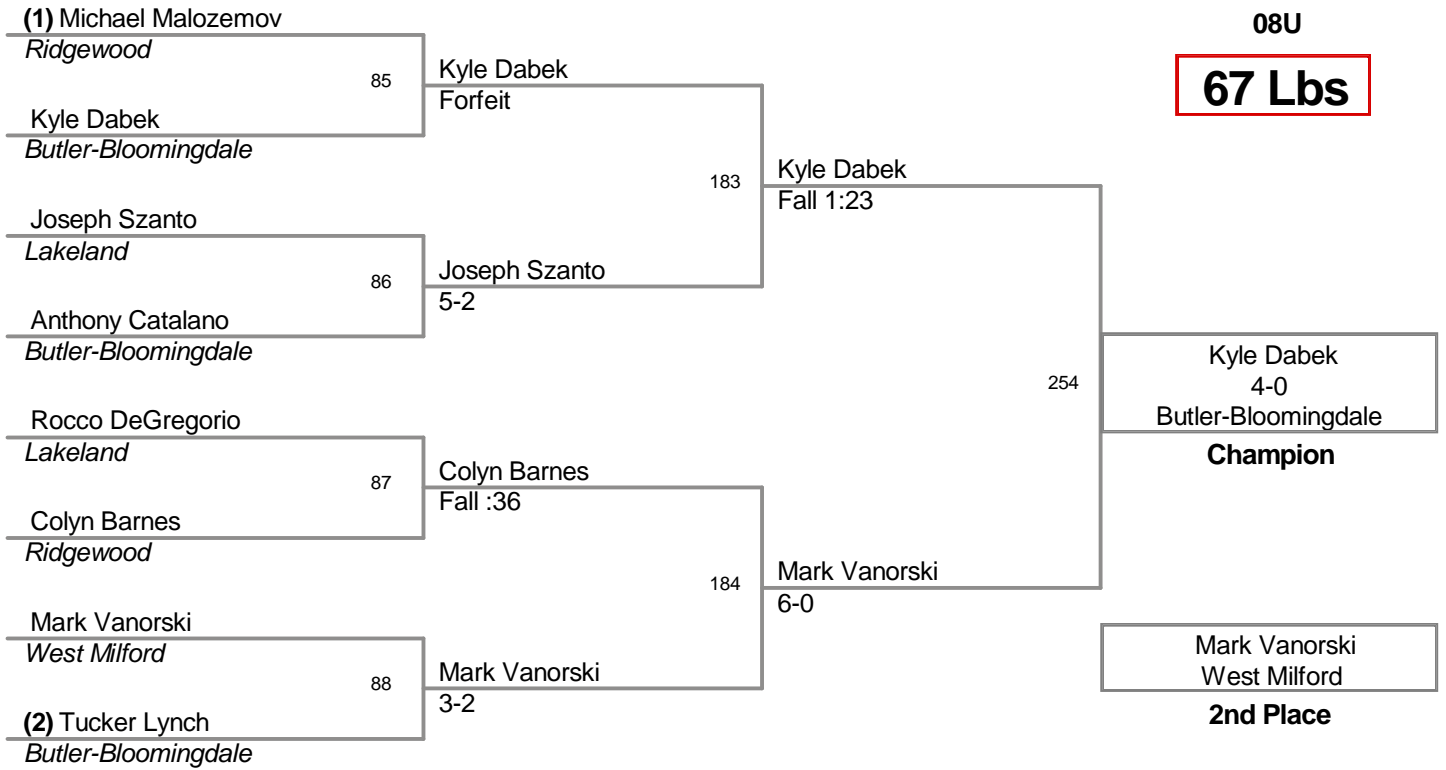 (1) Michael Malozemov
Ridgewood
85
Kyle Dabek
Butler-Bloomingdale
Kyle Dabek
Forfeit
Joseph Szanto
Lakeland
86
Anthony Catalano
Butler-Bloomingdale
Joseph Szanto
5-2
183
Kyle Dabek
Fall 1:23
Rocco DeGregorio
Lakeland
87
Colyn Barnes
Ridgewood
Colyn Barnes
Fall :36
Mark Vanorski
West Milford
88
(2) Tucker Lynch
Butler-Bloomingdale
Mark Vanorski
3-2
184
Mark Vanorski
6-0
254
08U
67 Lbs
Kyle Dabek
4-0
Butler-Bloomingdale
Champion
Mark Vanorski
West Milford
2nd Place